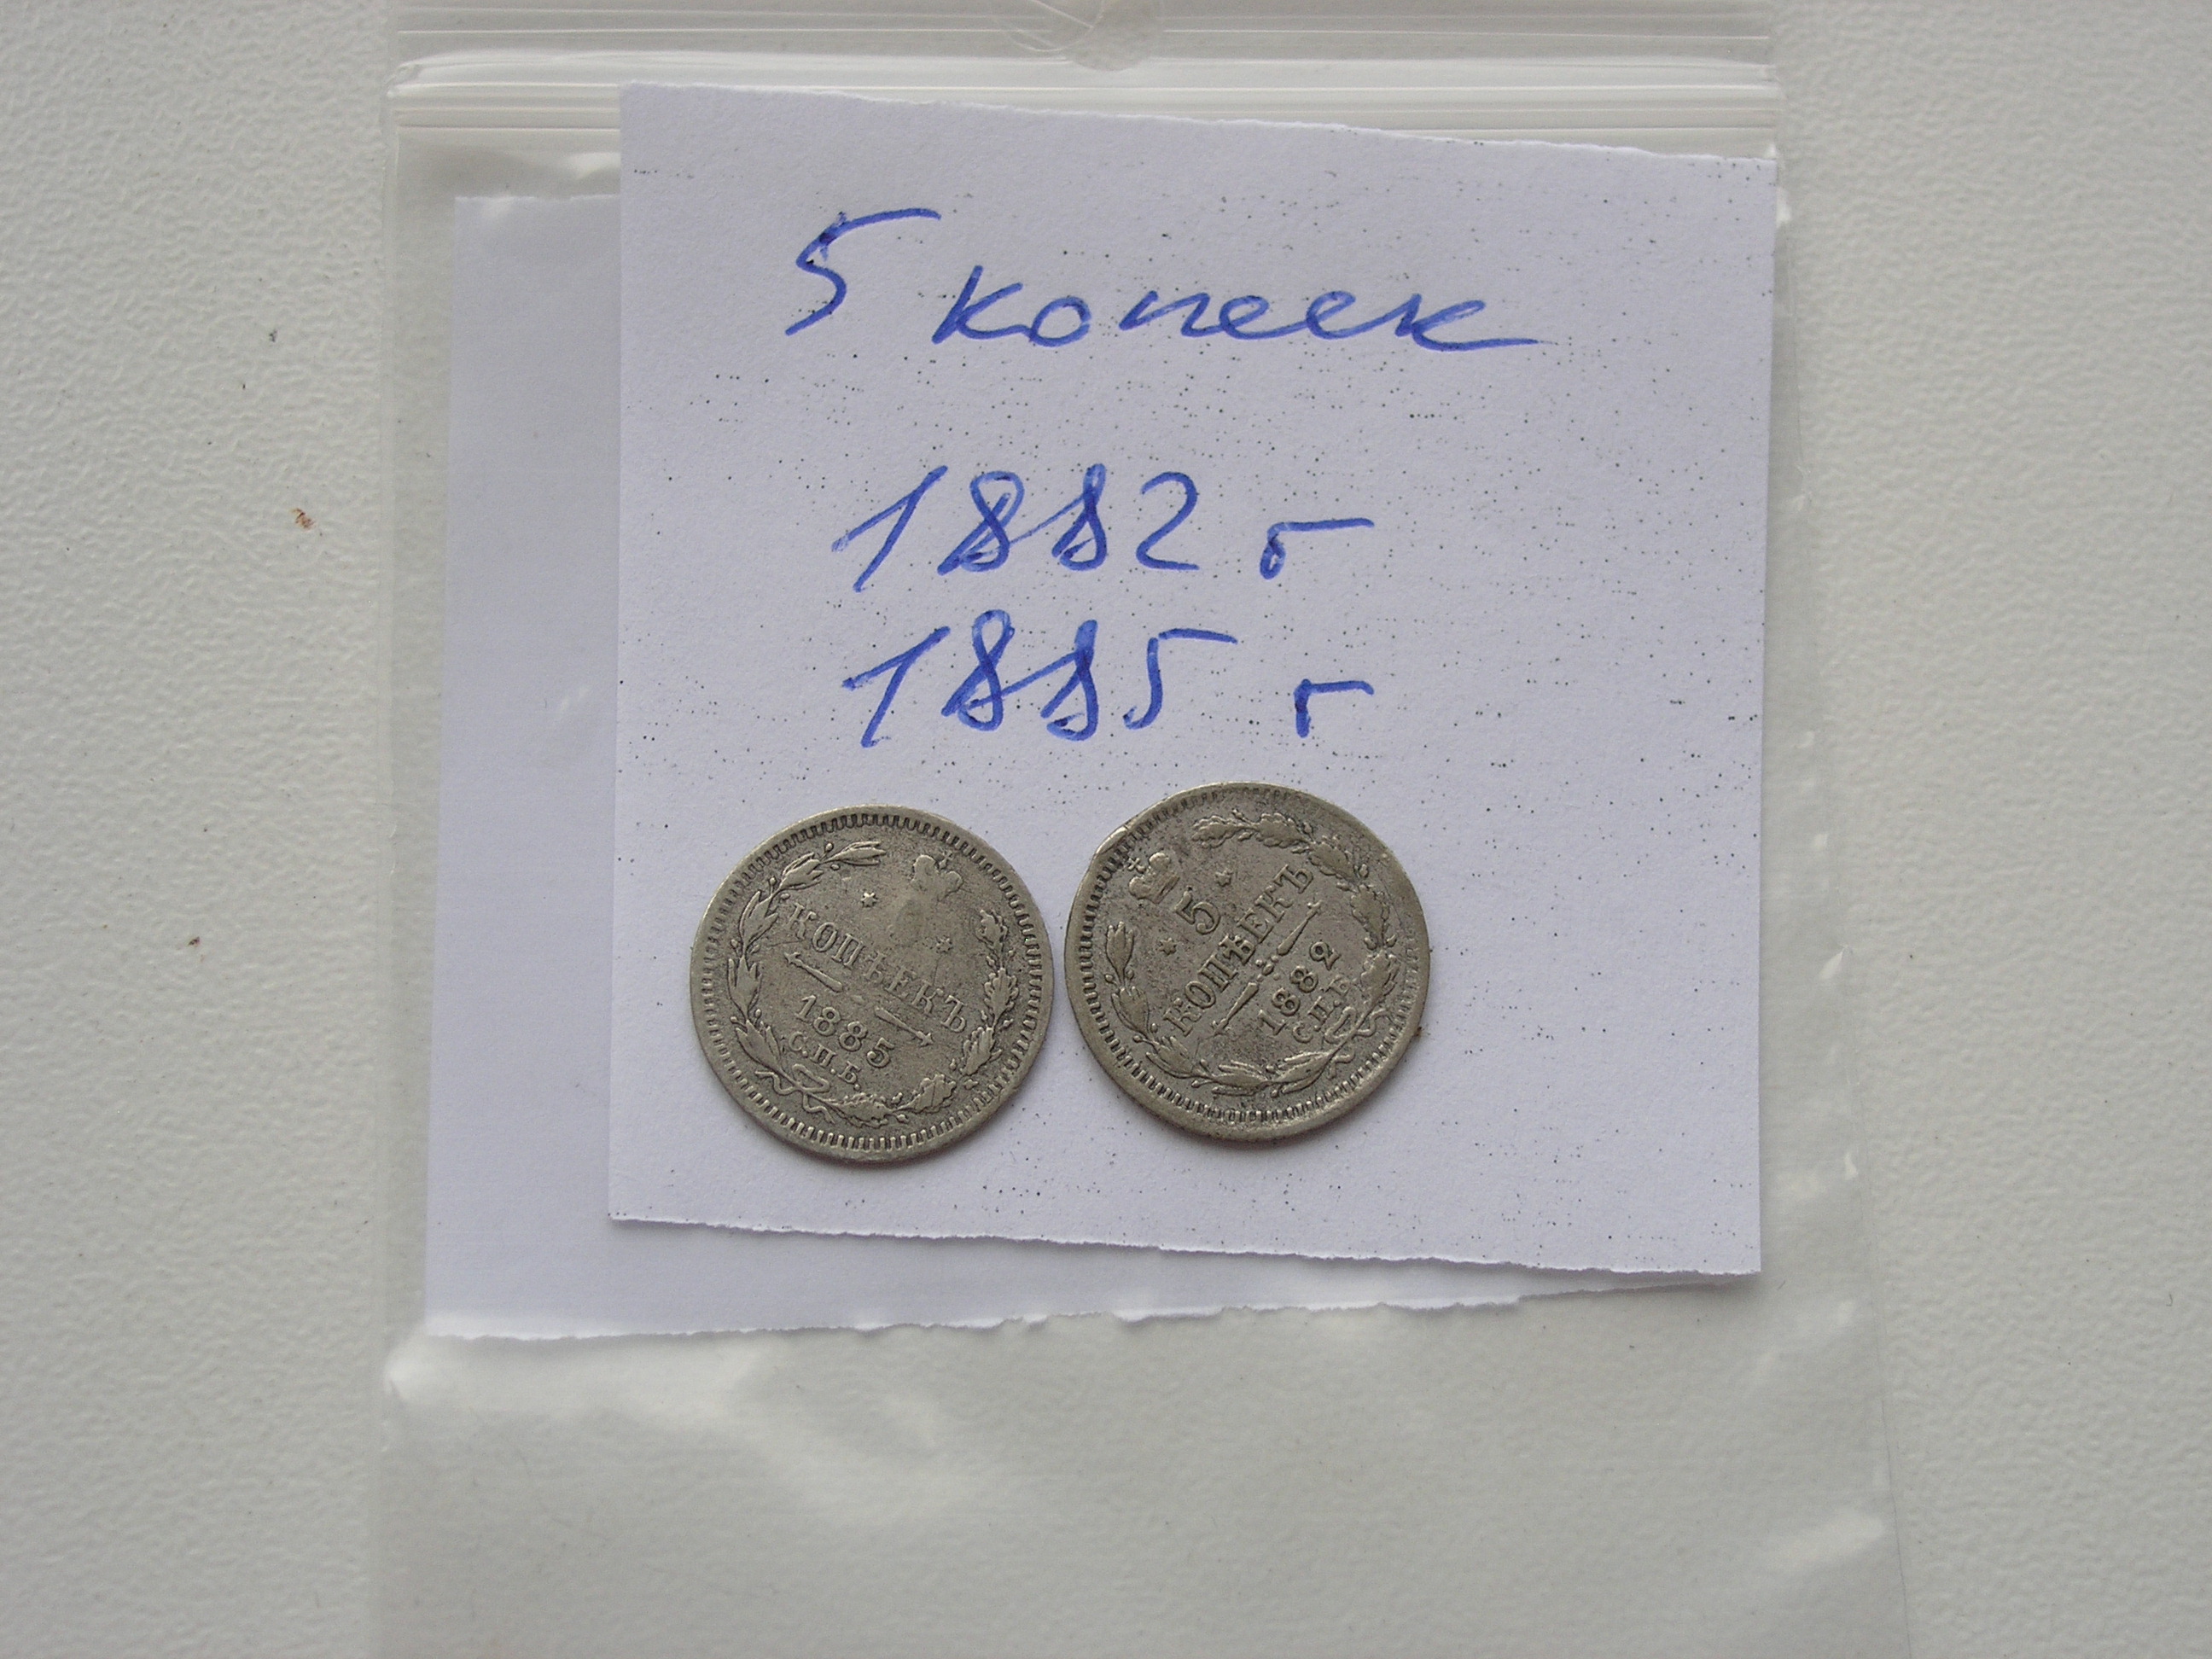 5 копеек
1882 г
1885 г
КОПѢЕКЪ
1885
С.П.Б.
5
КОПѢЕКЪ
1882
С.П.Б.